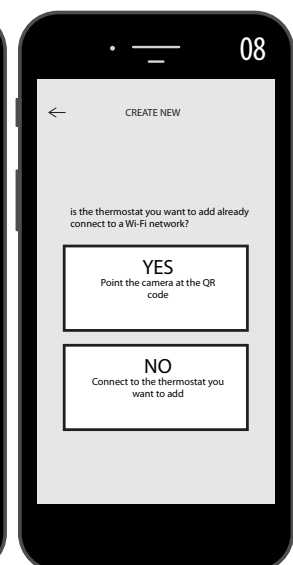 08
CREATE NEW
is the thermostat you want to add already
connect to a Wi-Fi network?
YES
Point the camera at the QR
code
NO
Connect to the thermostat you
want to add